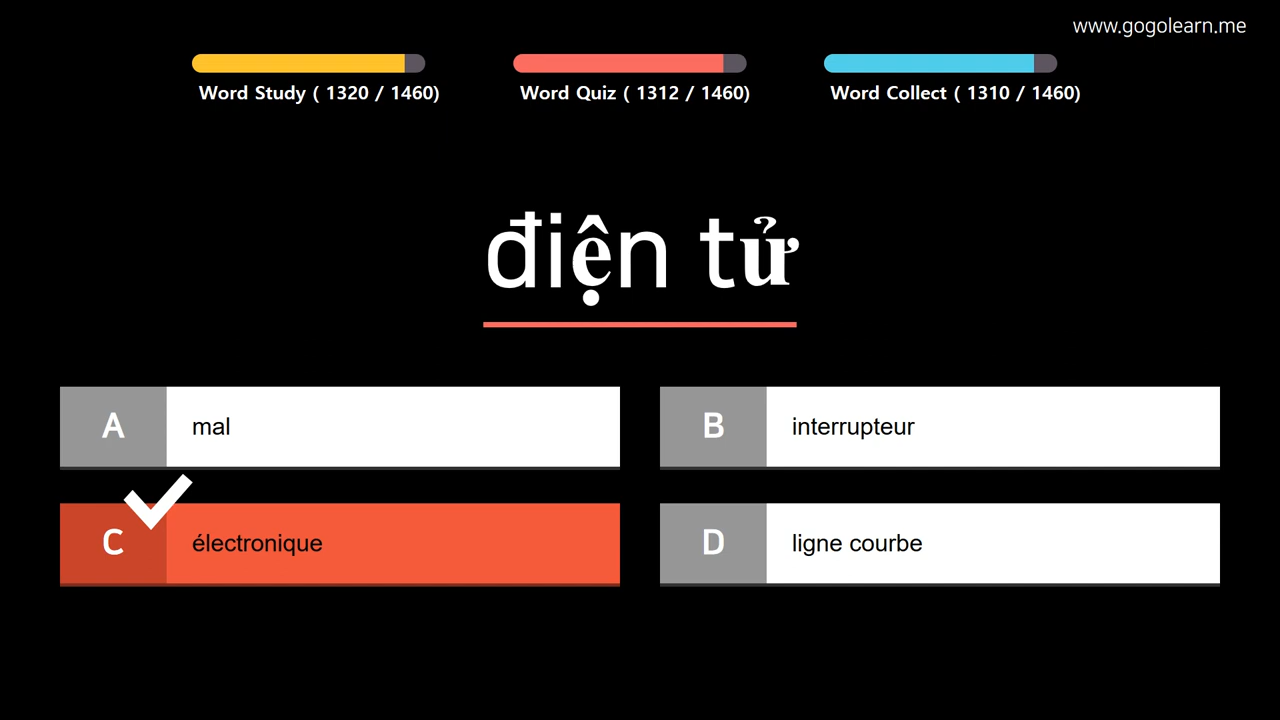 www.gogolearn.me
Word Study ( 1320 / 1460)
Word Quiz ( 1312 / 1460)
Word Collect ( 1310 / 1460)
điện tử
A mal
B interrupteur
C électronique
D ligne courbe